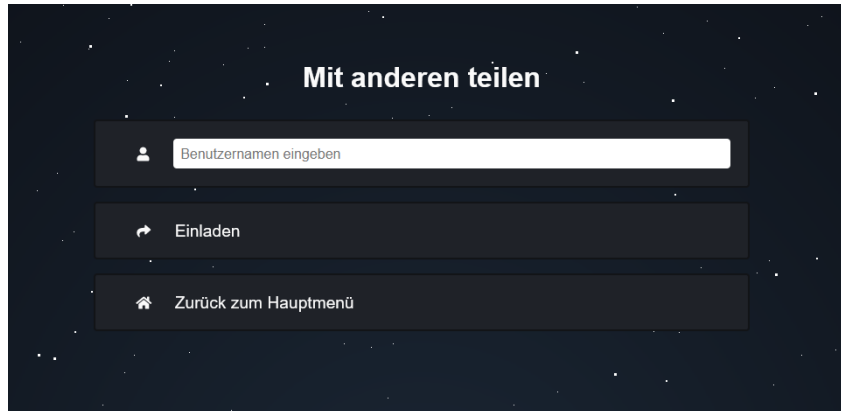 Mit anderen teilen
Benutzernamen eingeben
Einladen
Zurück zum Hauptmenü